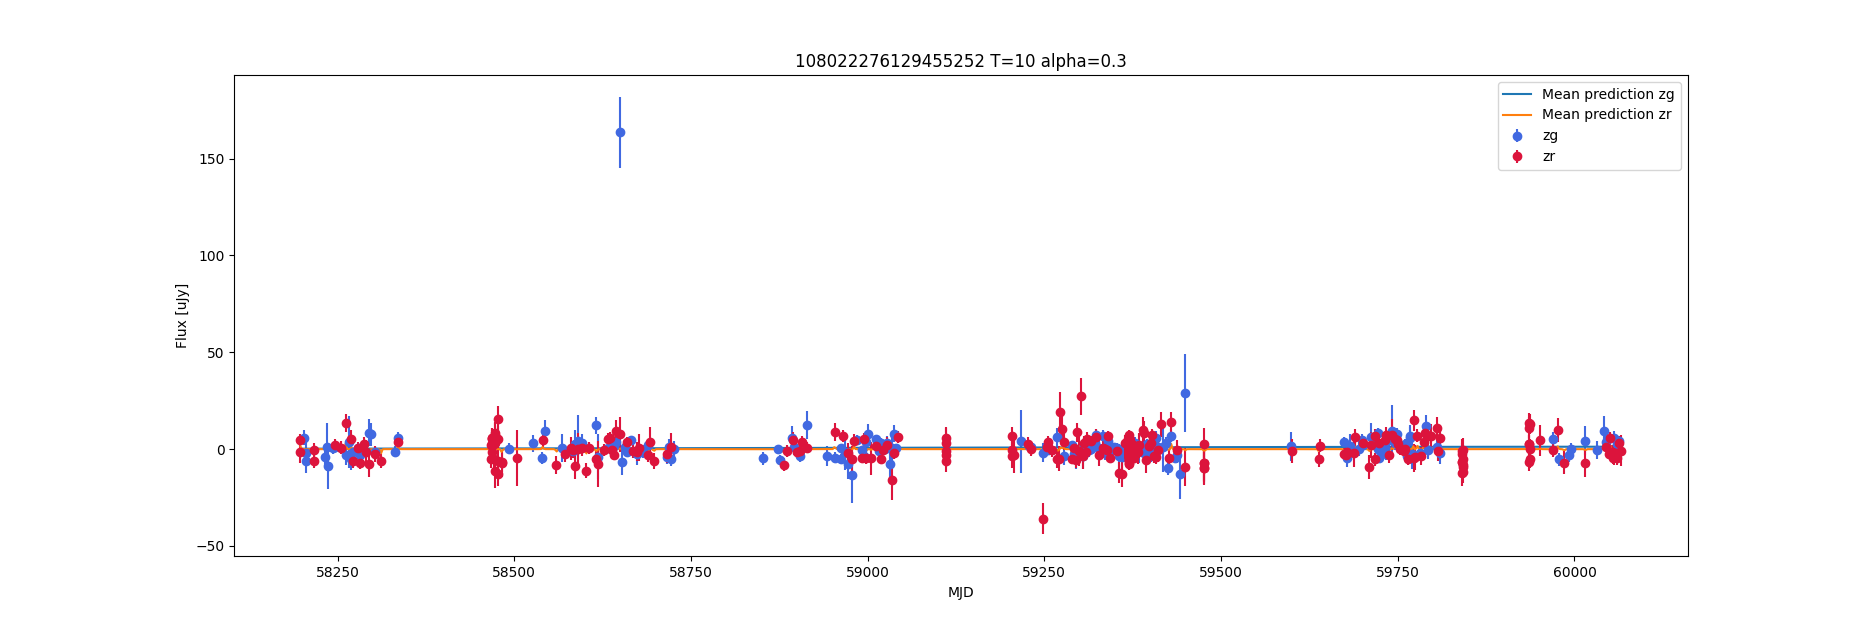 108022276129455252 T=10 alpha=0.3
Mean prediction zg
Mean prediction zr
zg
zr
Flux [uJy]
150
100
50
0
−50
58250 58500 58750 59000 59250 59500 59750 60000
MJD